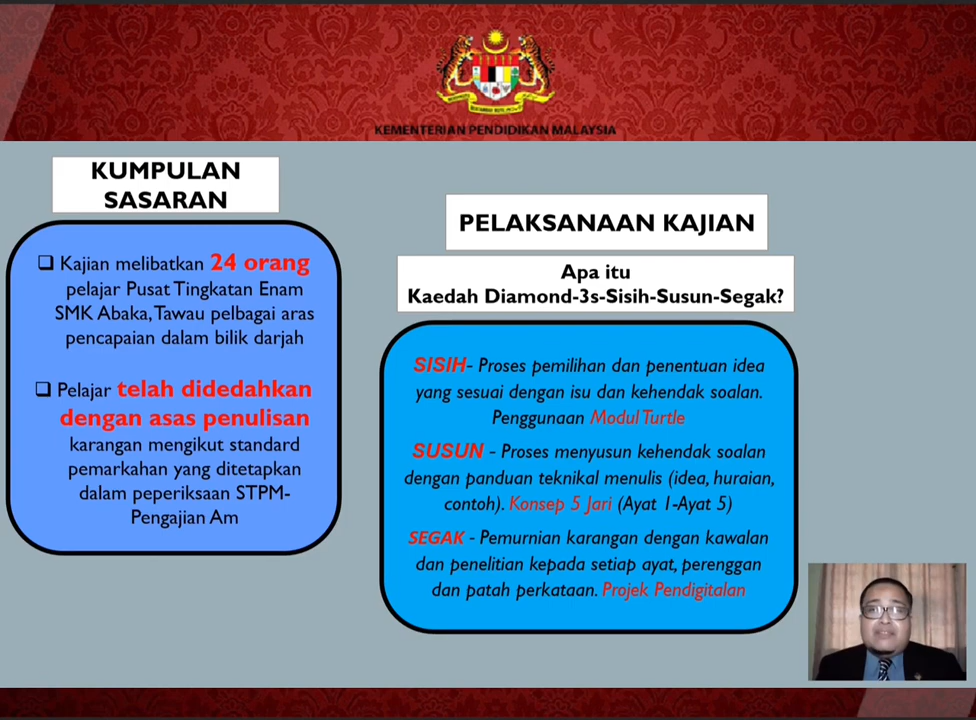 KEMENTERIAN PENDIDIKAN MALAYSIA
KUMPULAN
SASARAN
Kajian melibatkan 24 orang
pelajar Pusat Tingkatan Enam
SMK Abaka, Tawau pelbagai aras
pencapaian dalam bilik darjah
Pelajar telah didedahkan
dengan asas penulisan
karangan mengikut standard
pemarkahan yang ditetapkan
dalam peperiksaan STPM-
Pengajian Am
PELAKSANAAN KAJIAN
Apa itu
Kaedah Diamond-3s-Sisih-Susun-Segak?
SISIH- Proses pemilihan dan penentuan idea
yang sesuai dengan isu dan kehendak soalan.
Penggunaan Modul Turtle
SUSUN - Proses menyusun kehendak soalan
dengan panduan teknikal menulis (idea, huraian,
contoh). Konsep 5 Jari (Ayat 1-Ayat 5)
SEGAK - Pemurnian karangan dengan kawalan
dan penelitian kepada setiap ayat, perenggan
dan patah perkataan. Projek Pendigitalan